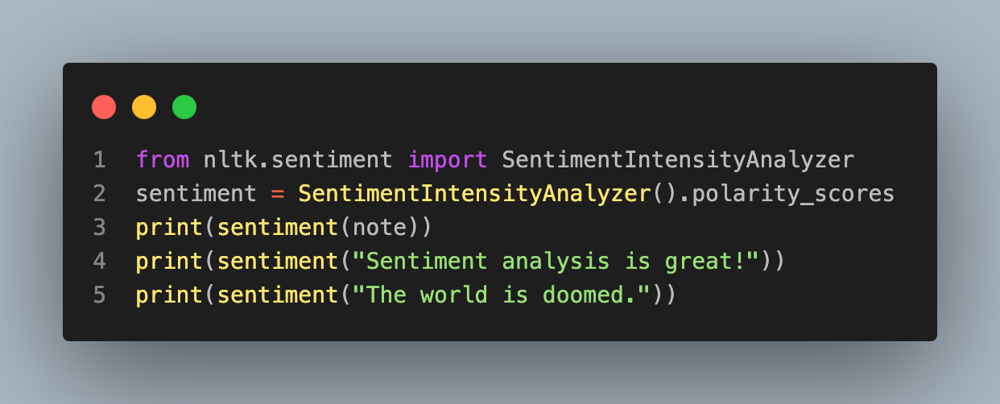 1 from nltk.sentiment import SentimentIntensityAnalyzer
2 sentiment = SentimentIntensityAnalyzer().polarity_scores
3 print(sentiment(note))
4 print(sentiment("Sentiment analysis is great!"))
5 print(sentiment("The world is doomed."))